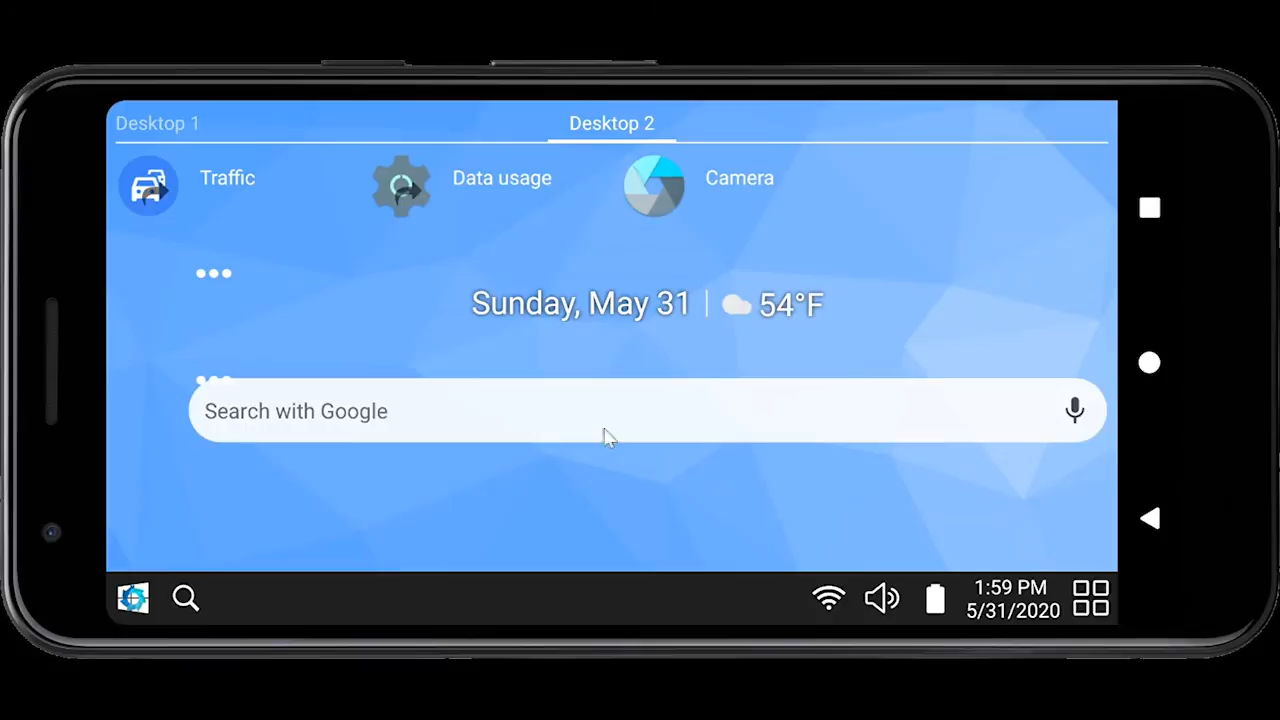 Desktop 1
Desktop 2
Traffic
Data usage
Camera
Sunday, May 31 | 54°F
Search with Google
1:59 PM
5/31/2020